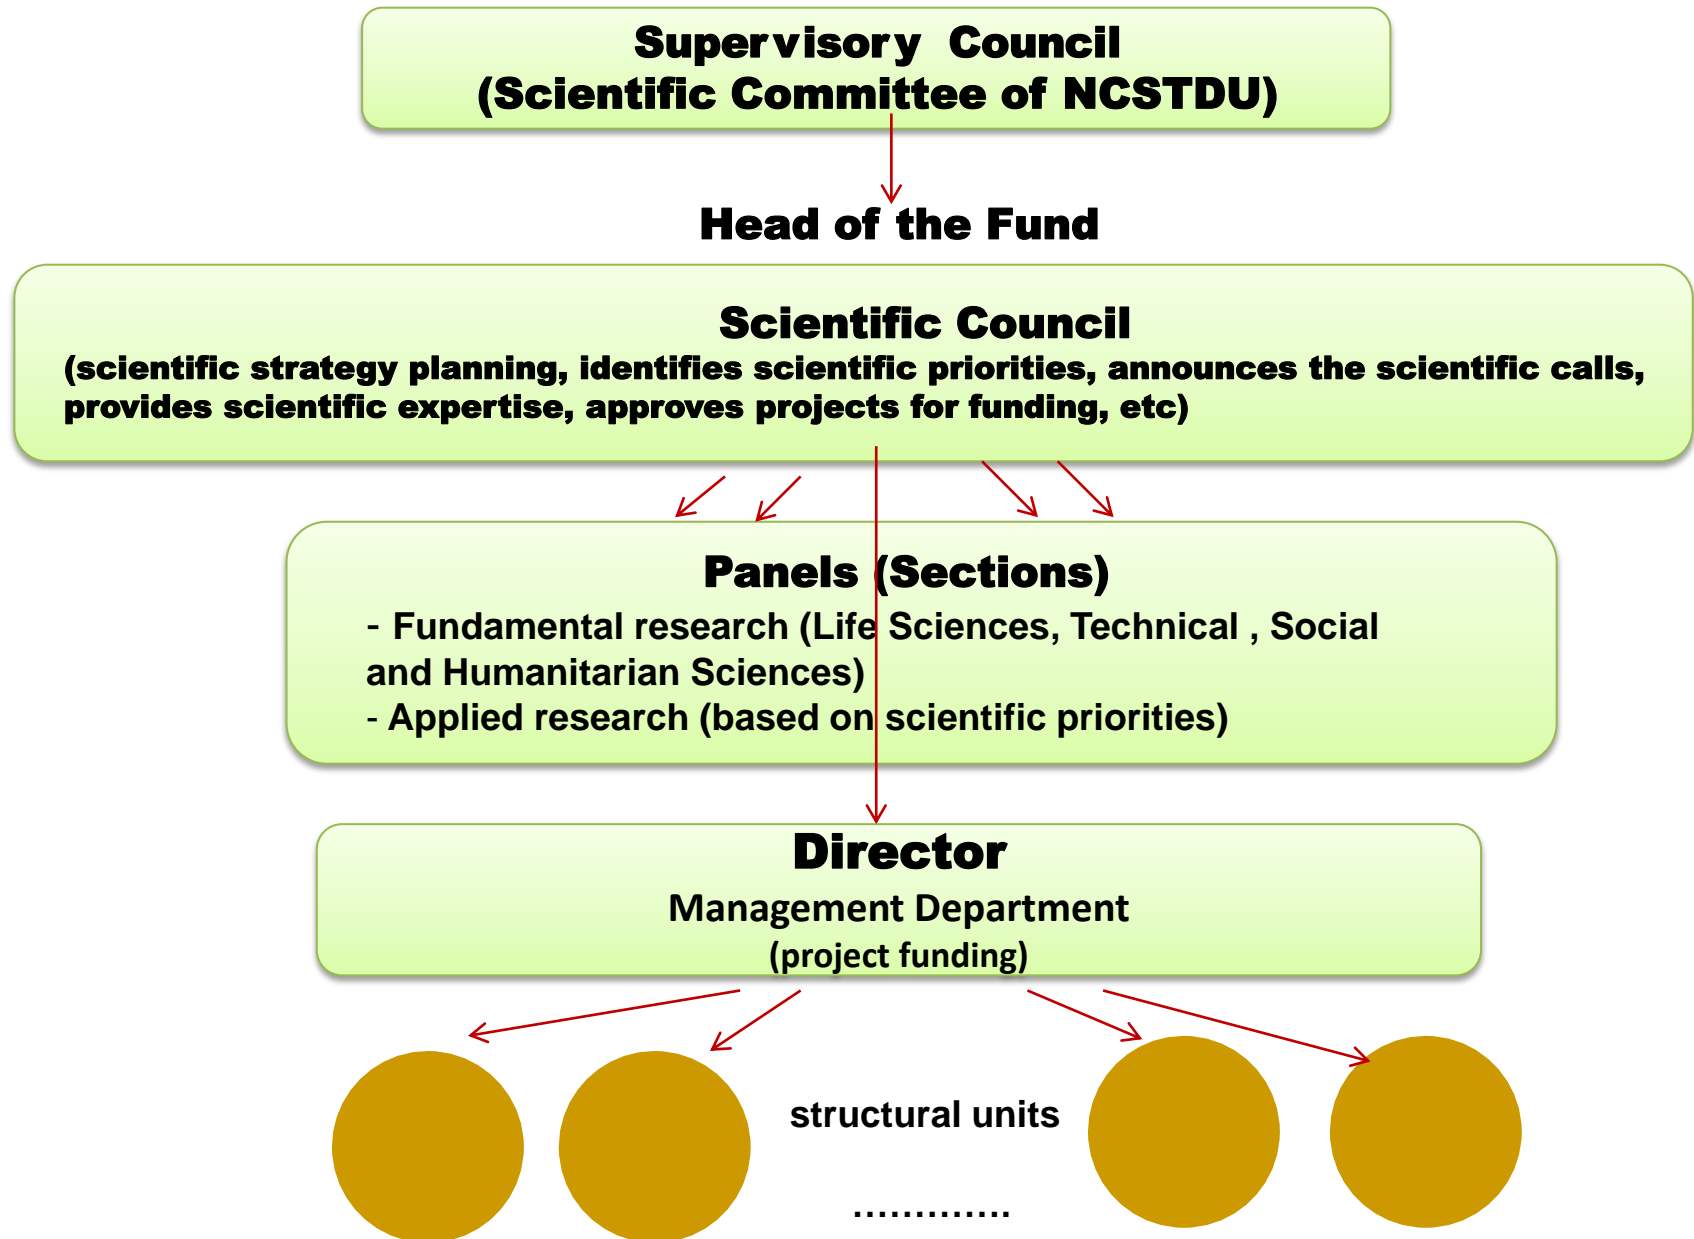 Supervisory Council
(Scientific Committee of NCSTDU)
Head of the Fund
Scientific Council
(scientific strategy planning, identifies scientific priorities, announces the scientific calls,
provides scientific expertise, approves projects for funding, etc)
Panels (Sections)
- Fundamental research (Life Sciences, Technical , Social
and Humanitarian Sciences)
- Applied research (based on scientific priorities)
Director
Management Department
(project funding)
structural units
.............